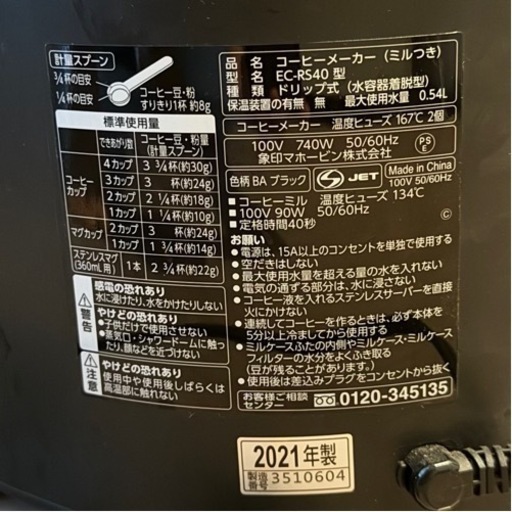 計量スプーン
3/4杯の目安
1/4杯の目安
コーヒー豆・粉
すりきり1杯 約8g
標準使用量
できあがり数 コーヒー豆・粉量(計量スプーン)
コーヒーカップ
4カップ 3 3/4杯(約30g)
3カップ 3 杯(約24g)
2カップ 2 1/4杯(約18g)
1カップ 1 1/4杯(約10g)
マグカップ
2カップ 3 杯(約24g)
1カップ 1 3/4杯(約14g)
ステンレスマグ(360mL用) 1本 2 3/4杯(約22g)
警告
感電の恐れあり
水に浸けたり、水をかけたりしない
やけどの恐れあり
●子供だけで使用しない
●蒸気口・シャワードームに触ったり、顔などを近づけない
注意
やけどの恐れあり
使用中や、使用後しばらくは
高温部に触れない
品 名 コーヒーメーカー(ミルつき)
型 名 EC-RS40 型
種 類 ドリップ式(水容器着脱型)
保温装置の有無 無 最大使用水量 0.54L
コーヒーメーカー 温度ヒューズ 167℃ 2個
100V 740W 50/60Hz
象印マホービン株式会社
PSE
色柄 BA ブラック
JET
Made in China
100V 50/60Hz
●コーヒーミル 温度ヒューズ 134℃
●100V 90W 50/60Hz
●定格時間40秒
©
お願い
●電源は、15A以上のコンセントを単独で使用する
●空だきはしない
●最大使用水量を超える量の水を入れない
●電気の通ずる部分は、水に浸さない
●コーヒー液を入れるステンレスサーバーを直接
火にかけない
●連続してコーヒーを作るときは、必ず本体を
5分以上冷ましてから使用する
●ミルケースふたの内側やミルケース・ミルケース
フィルターの水分をよくふき取る
(豆が残ることがあります。)
●使用後は差込みプラグをコンセントから抜く
お客様ご相談センター 0120-345135
2021年製
製造番号 3510604